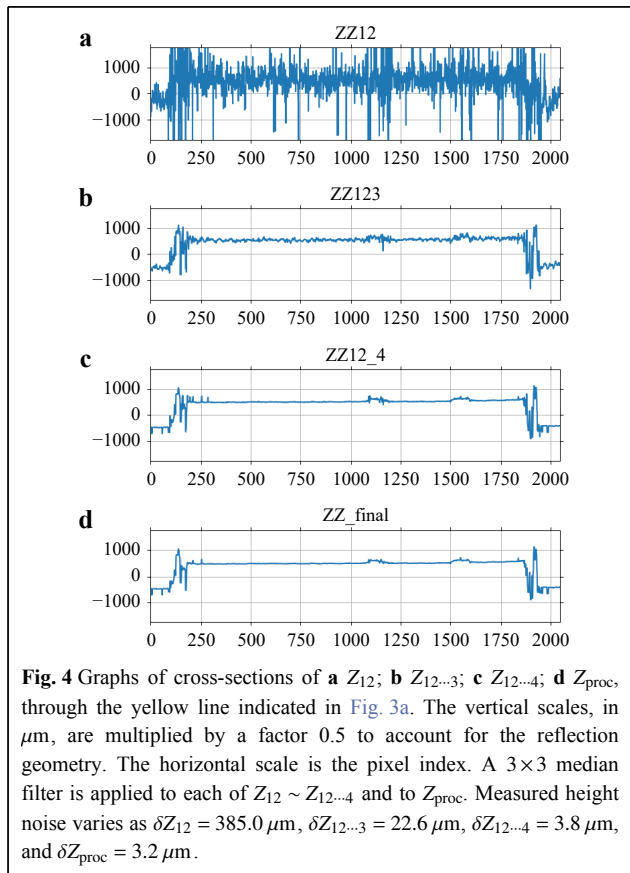 a
ZZ12
1000
0
−1000
0 250 500 750 1000 1250 1500 1750 2000
b
ZZ123
1000
0
−1000
0 250 500 750 1000 1250 1500 1750 2000
c
ZZ12_4
1000
0
−1000
0 250 500 750 1000 1250 1500 1750 2000
d
ZZ_final
1000
0
−1000
0 250 500 750 1000 1250 1500 1750 2000
Fig. 4 Graphs of cross-sections of a Z₁₂; b Z₁₂...₃; c Z₁₂...₄; d Z_proc,
through the yellow line indicated in Fig. 3a. The vertical scales, in
μm, are multiplied by a factor 0.5 to account for the reflection
geometry. The horizontal scale is the pixel index. A 3×3 median
filter is applied to each of Z₁₂ ~ Z₁₂...₄ and to Z_proc. Measured height
noise varies as δZ₁₂ = 385.0 μm, δZ₁₂...₃ = 22.6 μm, δZ₁₂...₄ = 3.8 μm,
and δZ_proc = 3.2 μm.